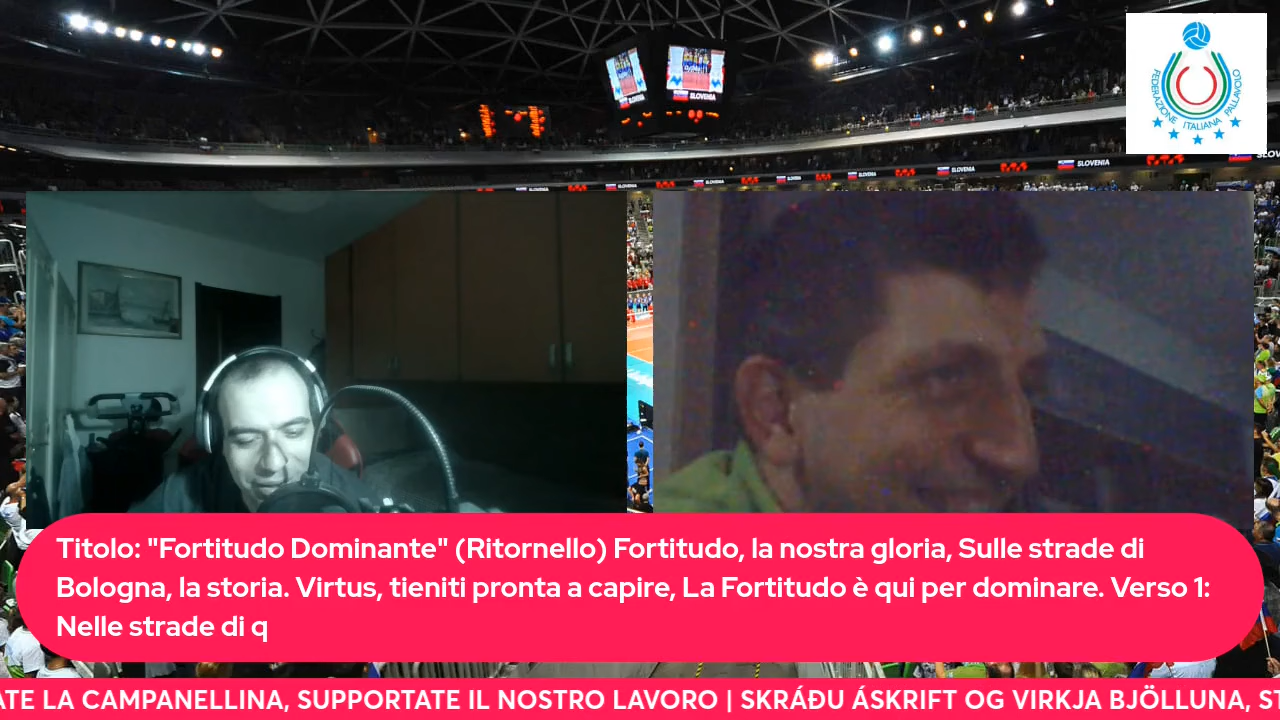 SLOVENIA
SLOVENIA
SLOVENIA
FEDERAZIONE ITALIANA PALLAVOLO
Titolo: "Fortitudo Dominante" (Ritornello) Fortitudo, la nostra gloria, Sulle strade di
Bologna, la storia. Virtus, tieniti pronta a capire, La Fortitudo è qui per dominare. Verso 1:
Nelle strade di q
ATE LA CAMPANELLINA, SUPPORTATE IL NOSTRO LAVORO | SKRÁÐU ÁSKRIFT OG VIRKJA BJÖLLUNA, ST